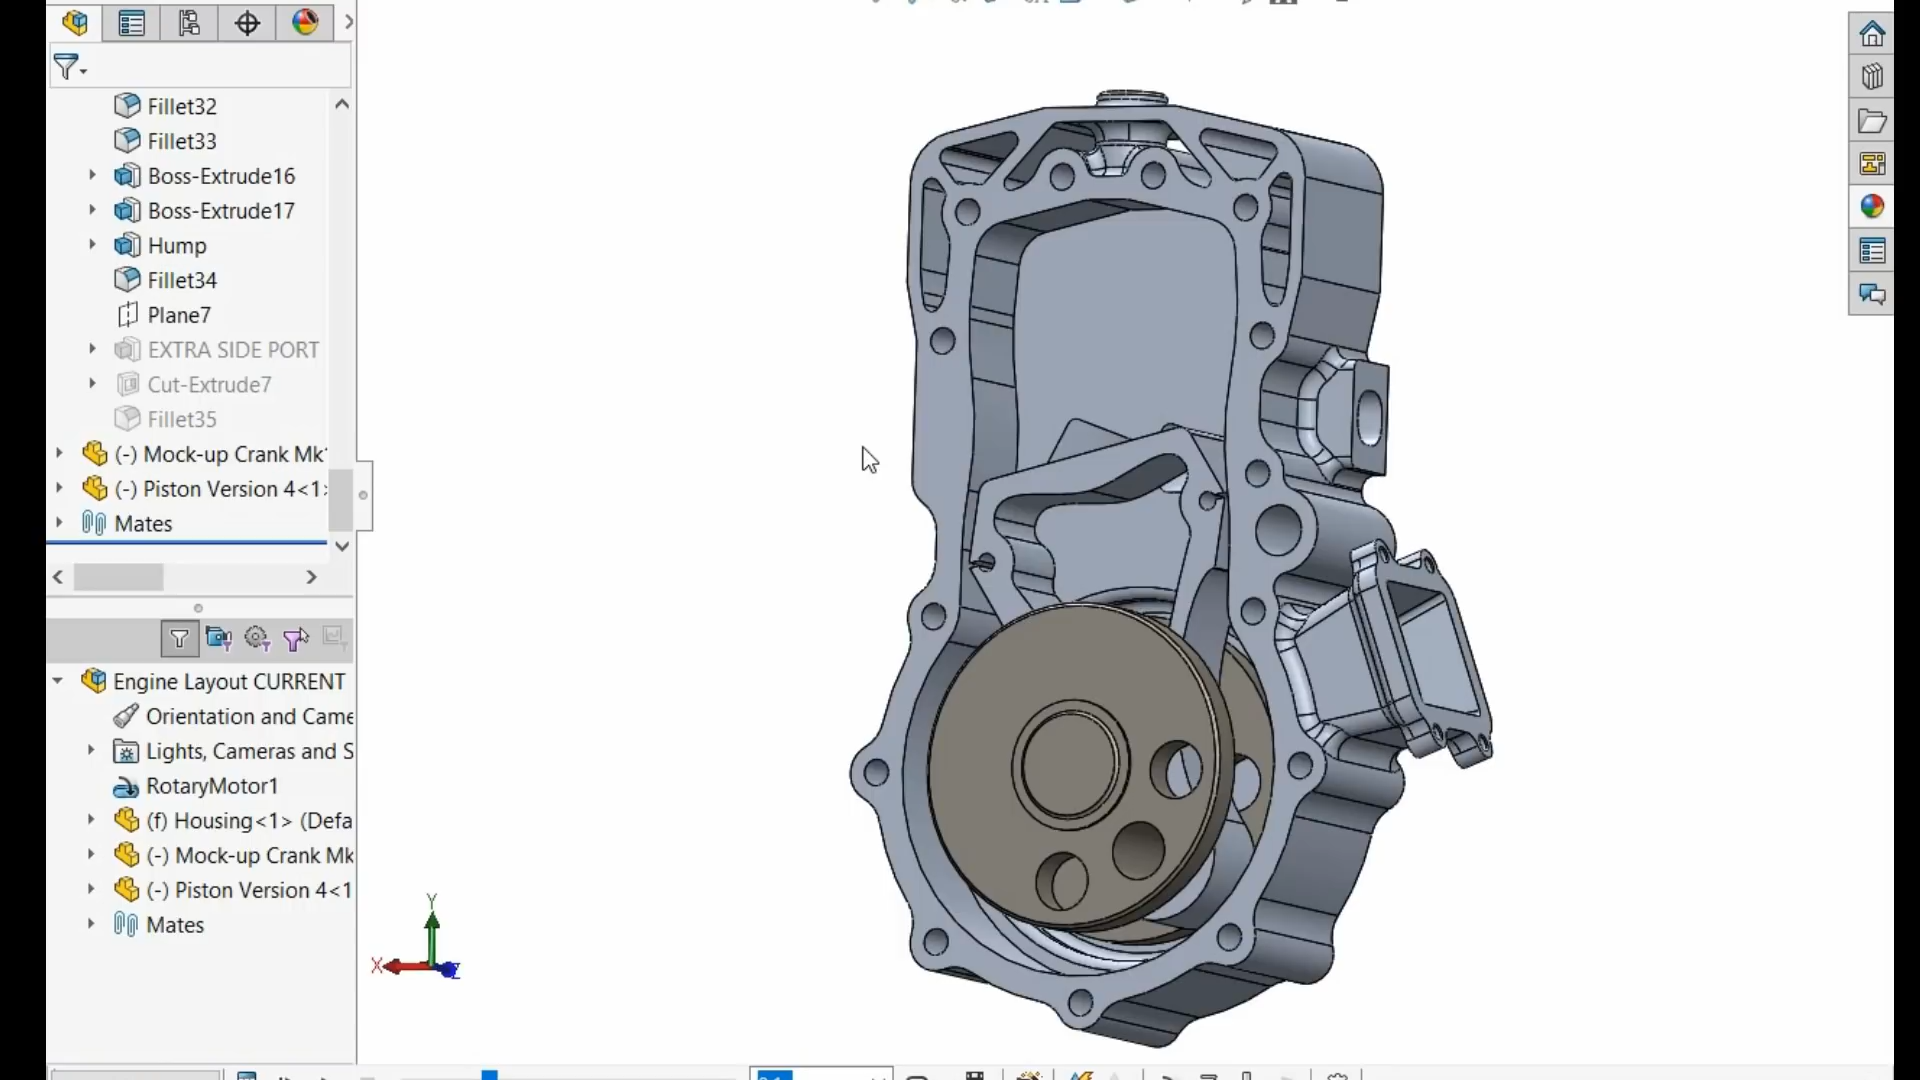 Fillet32
Fillet33
Boss-Extrude16
Boss-Extrude17
Hump
Fillet34
Plane7
EXTRA SIDE PORT
Cut-Extrude7
Fillet35
(-) Mock-up Crank Mk
(-) Piston Version 4<1>
Mates
Engine Layout CURRENT
Orientation and Came
Lights, Cameras and S
RotaryMotor1
(f) Housing<1> (Defa
(-) Mock-up Crank Mk
(-) Piston Version 4<1
Mates
Y
X
Z